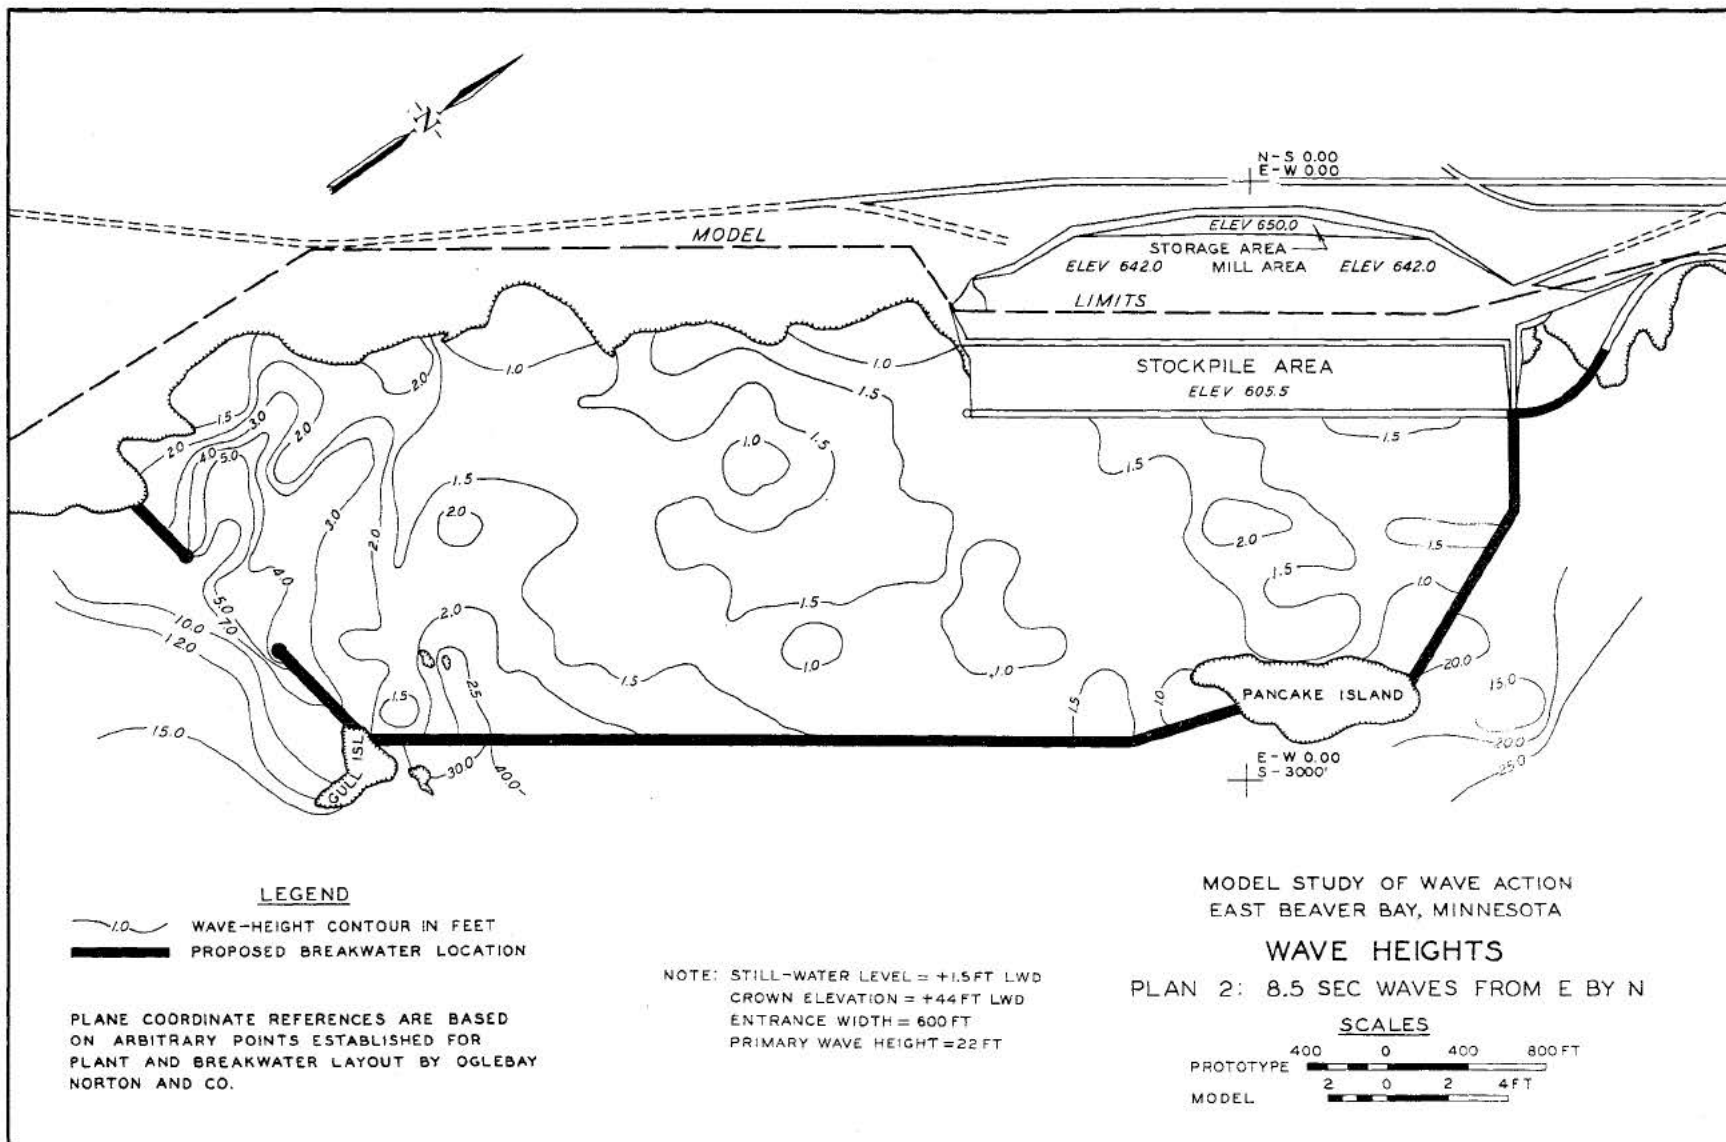 N
N-S 0.00
E-W 0.00
MODEL
ELEV 650.0
STORAGE AREA
ELEV 642.0 MILL AREA ELEV 642.0
LIMITS
STOCKPILE AREA
ELEV 605.5
1.0
1.0
2.0
1.5
1.5
3.0
2.0
2.0
4.0
5.0
1.0
1.5
1.5
1.5
1.5
2.0
3.0
2.0
2.0
1.5
1.5
4.0
1.0
5.0
7.0
10.0
12.0
2.0
1.5
1.0
1.0
20.0
1.5
2.5
1.5
1.5
1.0
15.0
PANCAKE ISLAND
15.0
GULL ISL
30.0
40.0
20.0
25.0
E-W 0.00
S-3000'
LEGEND
1.0 WAVE-HEIGHT CONTOUR IN FEET
PROPOSED BREAKWATER LOCATION
PLANE COORDINATE REFERENCES ARE BASED
ON ARBITRARY POINTS ESTABLISHED FOR
PLANT AND BREAKWATER LAYOUT BY OGLEBAY
NORTON AND CO.
NOTE: STILL-WATER LEVEL = +1.5 FT LWD
CROWN ELEVATION = +44 FT LWD
ENTRANCE WIDTH = 600 FT
PRIMARY WAVE HEIGHT = 22 FT
MODEL STUDY OF WAVE ACTION
EAST BEAVER BAY, MINNESOTA
WAVE HEIGHTS
PLAN 2: 8.5 SEC WAVES FROM E BY N
SCALES
400 0 400 800 FT
PROTOTYPE
2 0 2 4 FT
MODEL